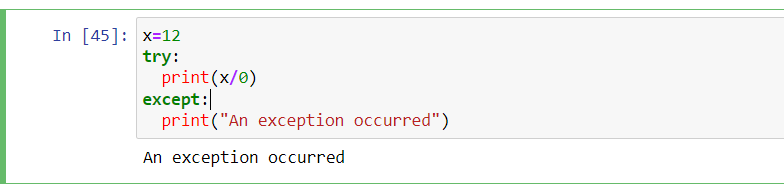 In [45]: x=12
try:
  print(x/0)
except:
  print("An exception occurred")
An exception occurred